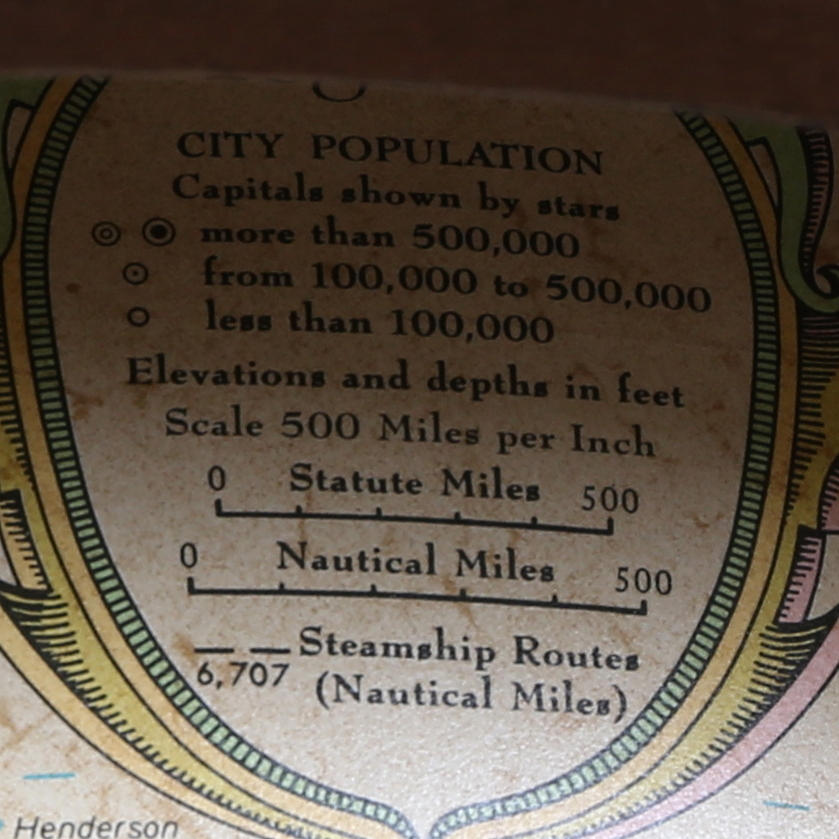 CITY POPULATION
Capitals shown by stars
more than 500,000
from 100,000 to 500,000
less than 100,000
Elevations and depths in feet
Scale 500 Miles per Inch
0 Statute Miles 500
0 Nautical Miles 500
Steamship Routes
6,707 (Nautical Miles)
Henderson